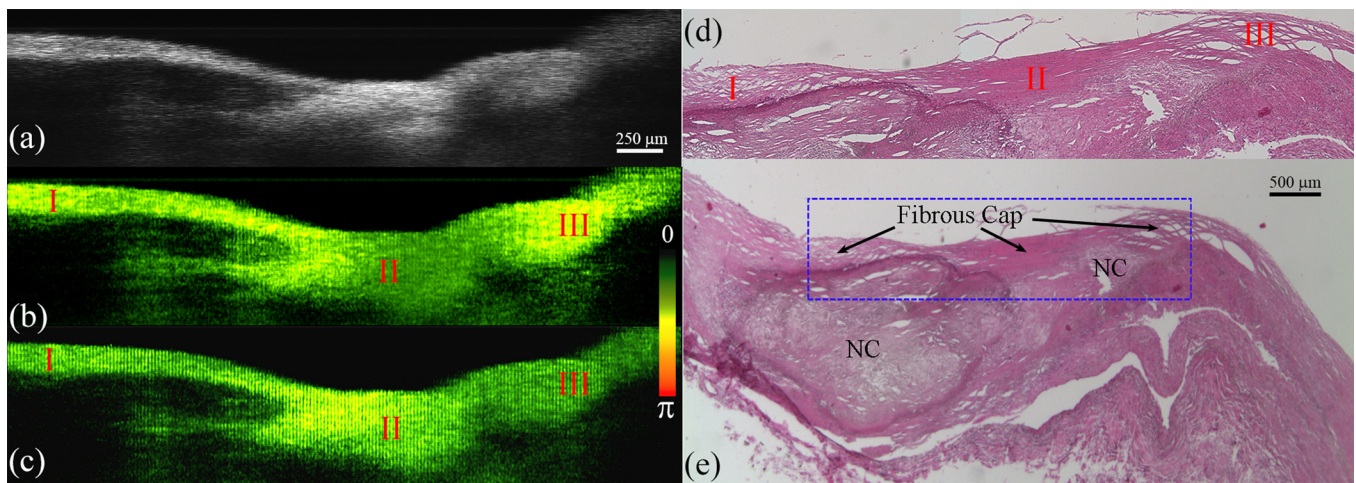 (a)
250 μm
I
II
III
(b)
0
π
I
II
III
(c)
(d)
I
II
III
500 μm
Fibrous Cap
NC
NC
(e)